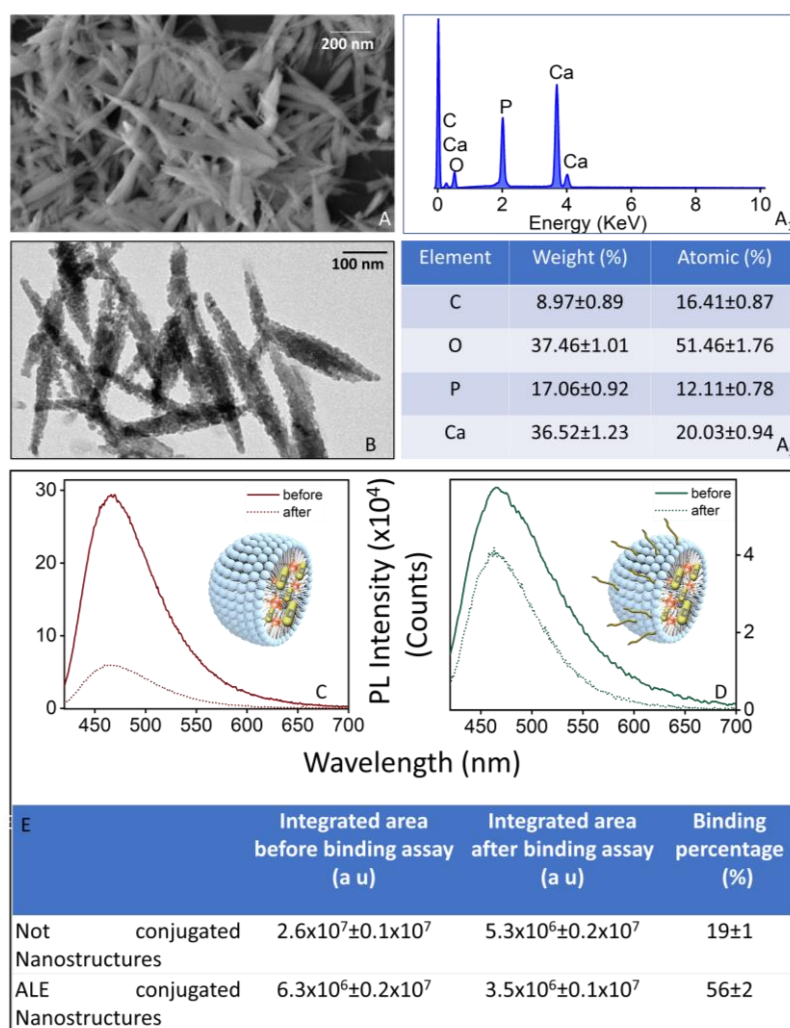 200 nm
A
C
Ca
O
P
Ca
Ca
0 2 4 6 8 10
Energy (KeV)
100 nm
B
Element Weight (%) Atomic (%)
C 8.97±0.89 16.41±0.87
O 37.46±1.01 51.46±1.76
P 17.06±0.92 12.11±0.78
Ca 36.52±1.23 20.03±0.94
30
20
10
0
before
after
C
450 500 550 600 650 700
PL Intensity (x10⁴)
(Counts)
before
after
D
4
2
0
450 500 550 600 650 700
Wavelength (nm)
E
Integrated area
before binding assay
(a u)
Integrated area
after binding assay
(a u)
Binding
percentage
(%)
Not conjugated
Nanostructures
2.6x10⁷±0.1x10⁷ 5.3x10⁶±0.2x10⁷ 19±1
ALE conjugated
Nanostructures
6.3x10⁶±0.2x10⁷ 3.5x10⁶±0.1x10⁷ 56±2